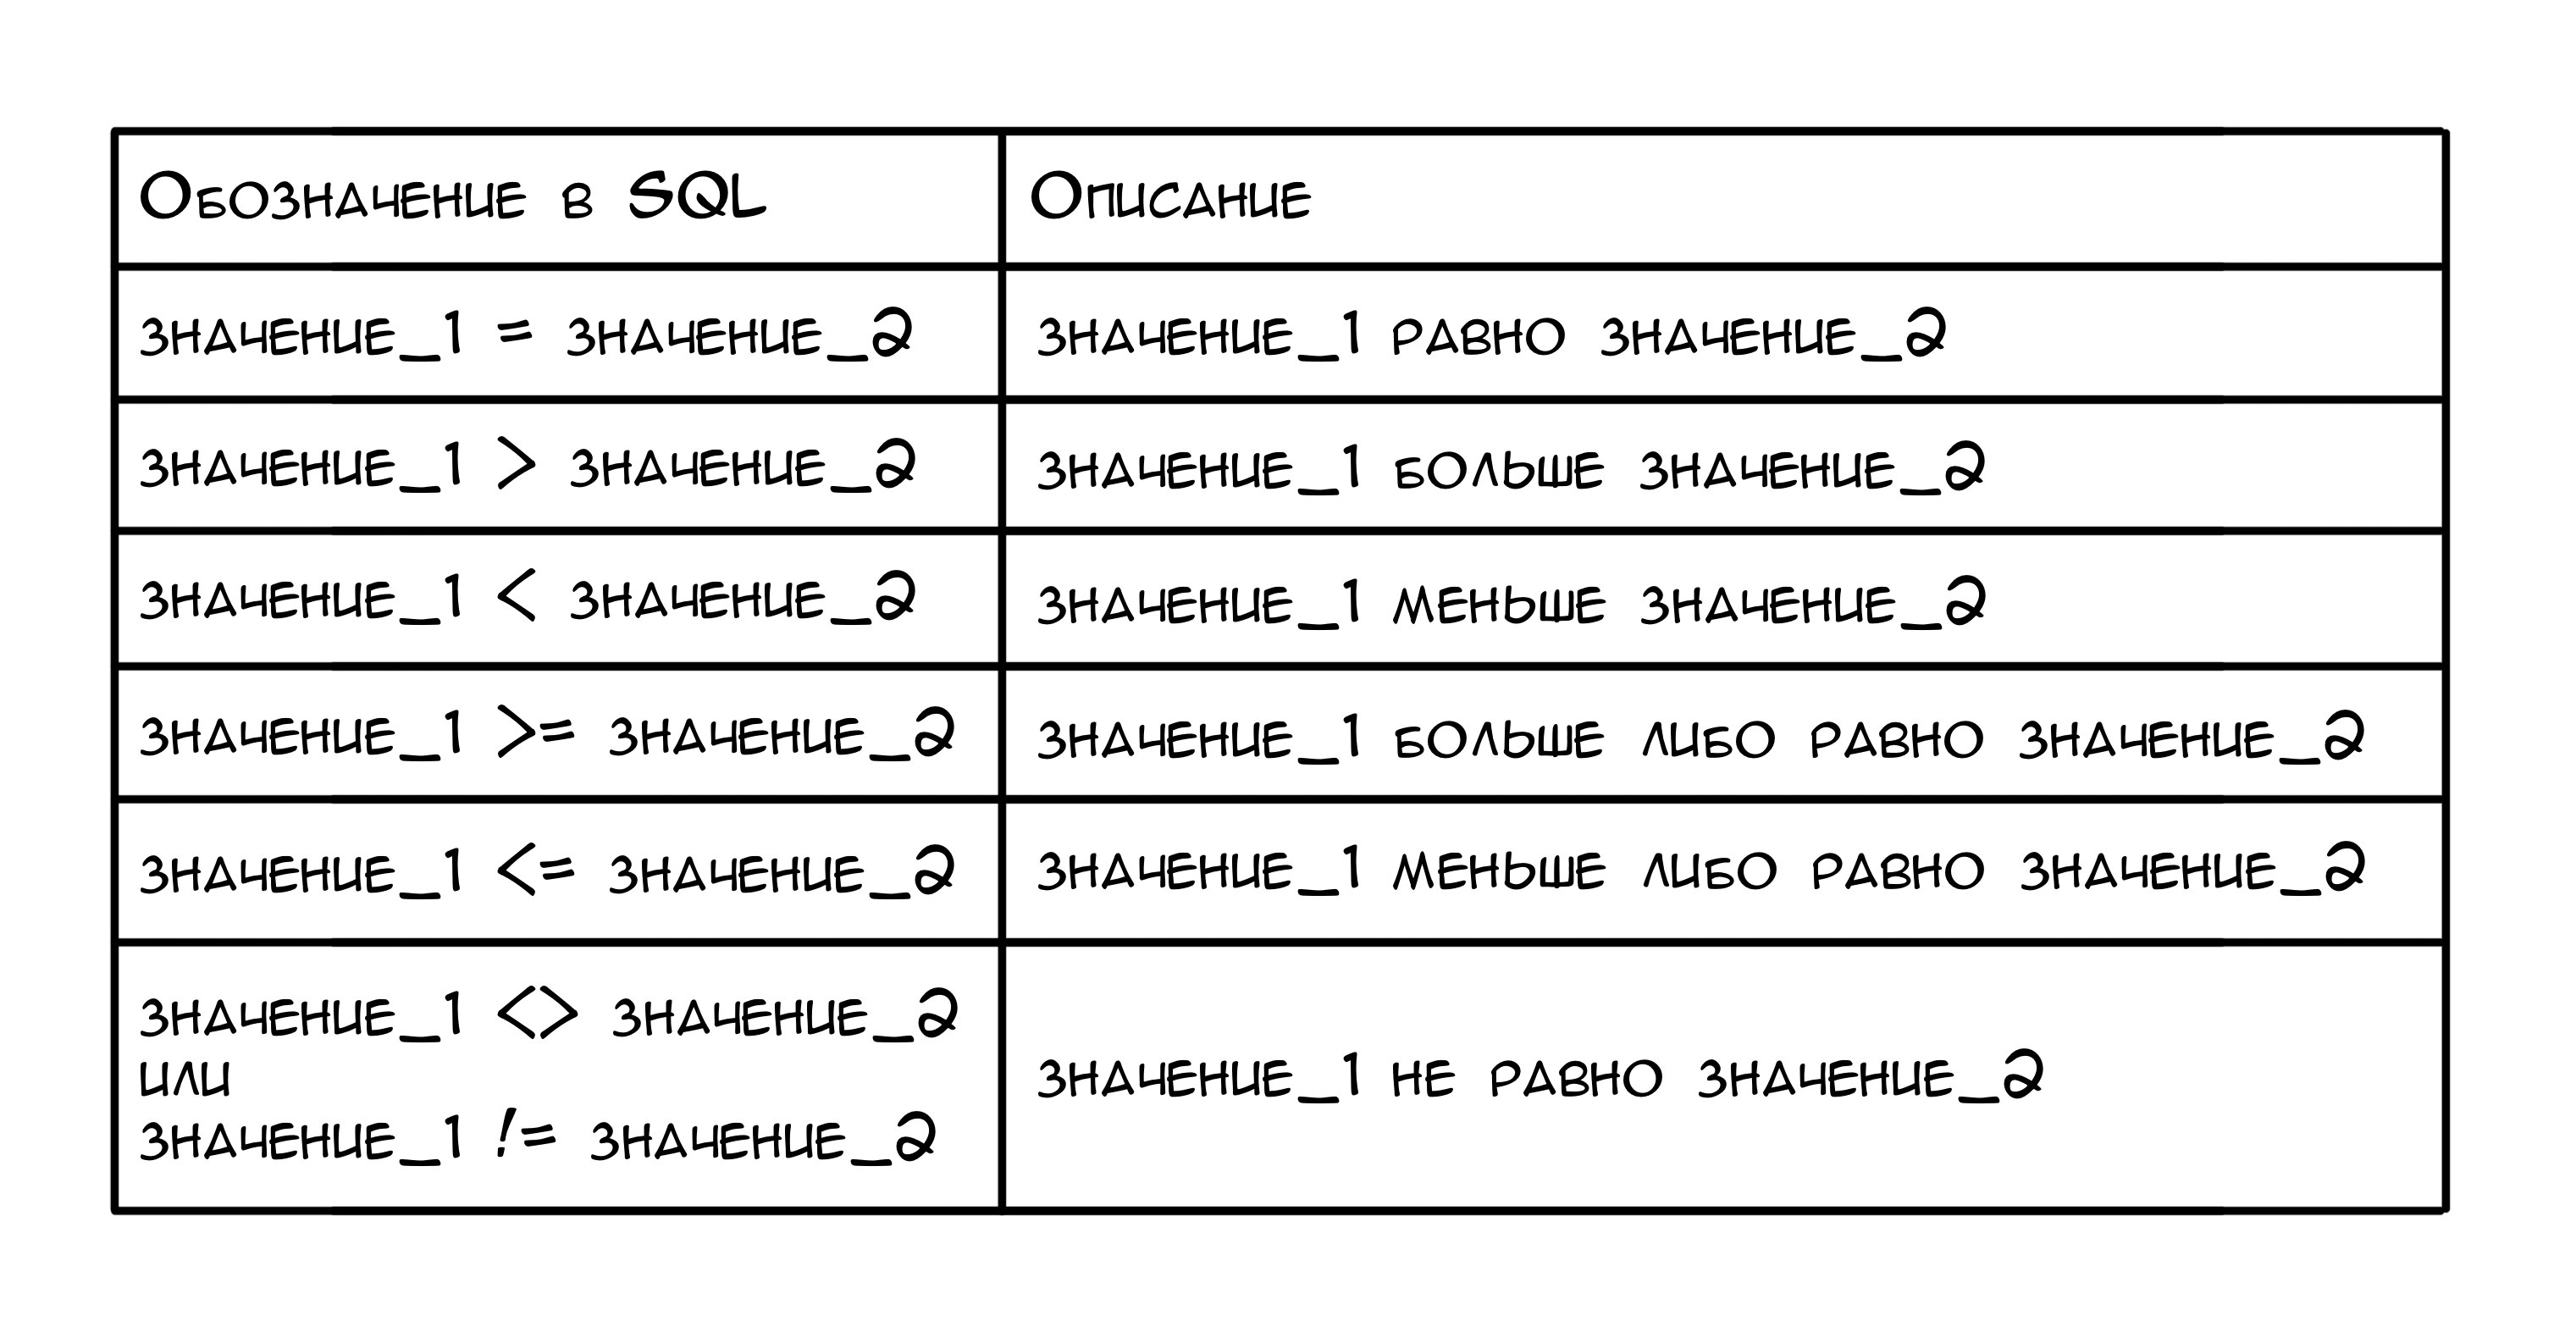 Обозначение в SQL
Описание
значение_1 = значение_2
значение_1 равно значение_2
значение_1 > значение_2
значение_1 больше значение_2
значение_1 < значение_2
значение_1 меньше значение_2
значение_1 >= значение_2
значение_1 больше либо равно значение_2
значение_1 <= значение_2
значение_1 меньше либо равно значение_2
значение_1 <> значение_2
или
значение_1 != значение_2
значение_1 не равно значение_2